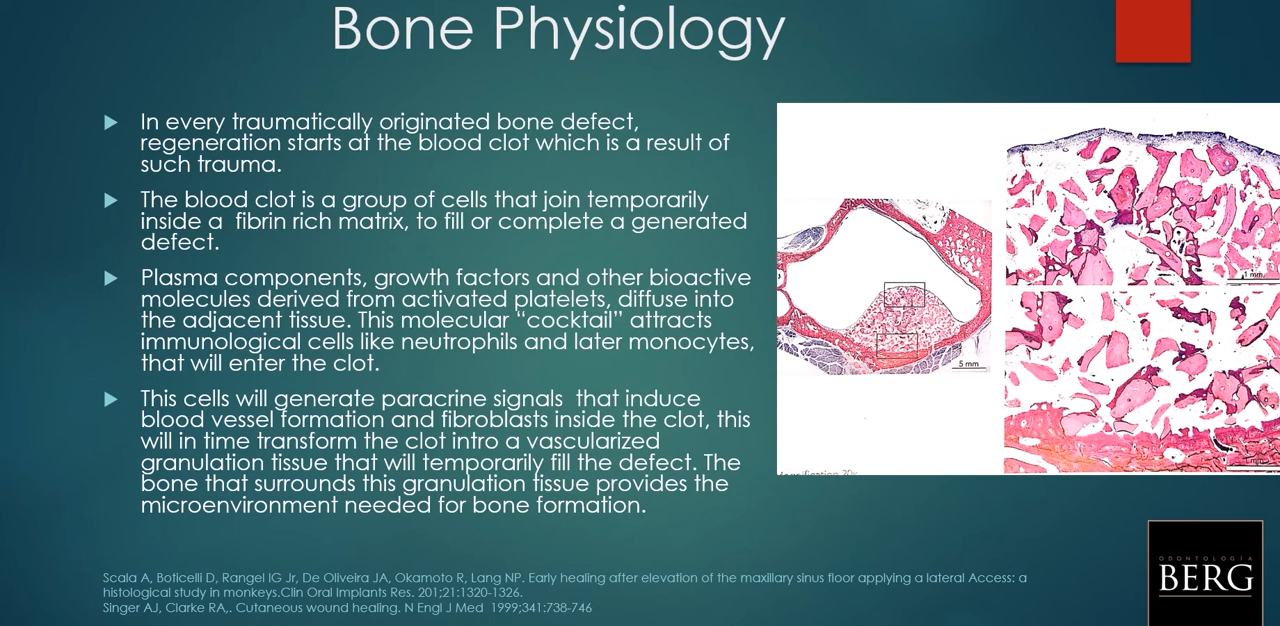 Bone Physiology
In every traumatically originated bone defect,
regeneration starts at the blood clot which is a result of
such trauma.
The blood clot is a group of cells that join temporarily
inside a  fibrin rich matrix, to fill or complete a generated
defect.
Plasma components, growth factors and other bioactive
molecules derived from activated platelets, diffuse into
the adjacent tissue. This molecular “cocktail” attracts
immunological cells like neutrophils and later monocytes,
that will enter the clot.
This cells will generate paracrine signals  that induce
blood vessel formation and fibroblasts inside the clot, this
will in time transform the clot intro a vascularized
granulation tissue that will temporarily fill the defect. The
bone that surrounds this granulation tissue provides the
microenvironment needed for bone formation.
5 mm
1 mm
Scala A, Boticelli D, Rangel IG Jr, De Oliveira JA, Okamoto R, Lang NP. Early healing after elevation of the maxillary sinus floor applying a lateral Access: a
histological study in monkeys.Clin Oral Implants Res. 201;21:1320-1326.
Singer AJ, Clarke RA,. Cutaneous wound healing. N Engl J Med  1999;341:738-746
ODONTOLOGÍA
BERG